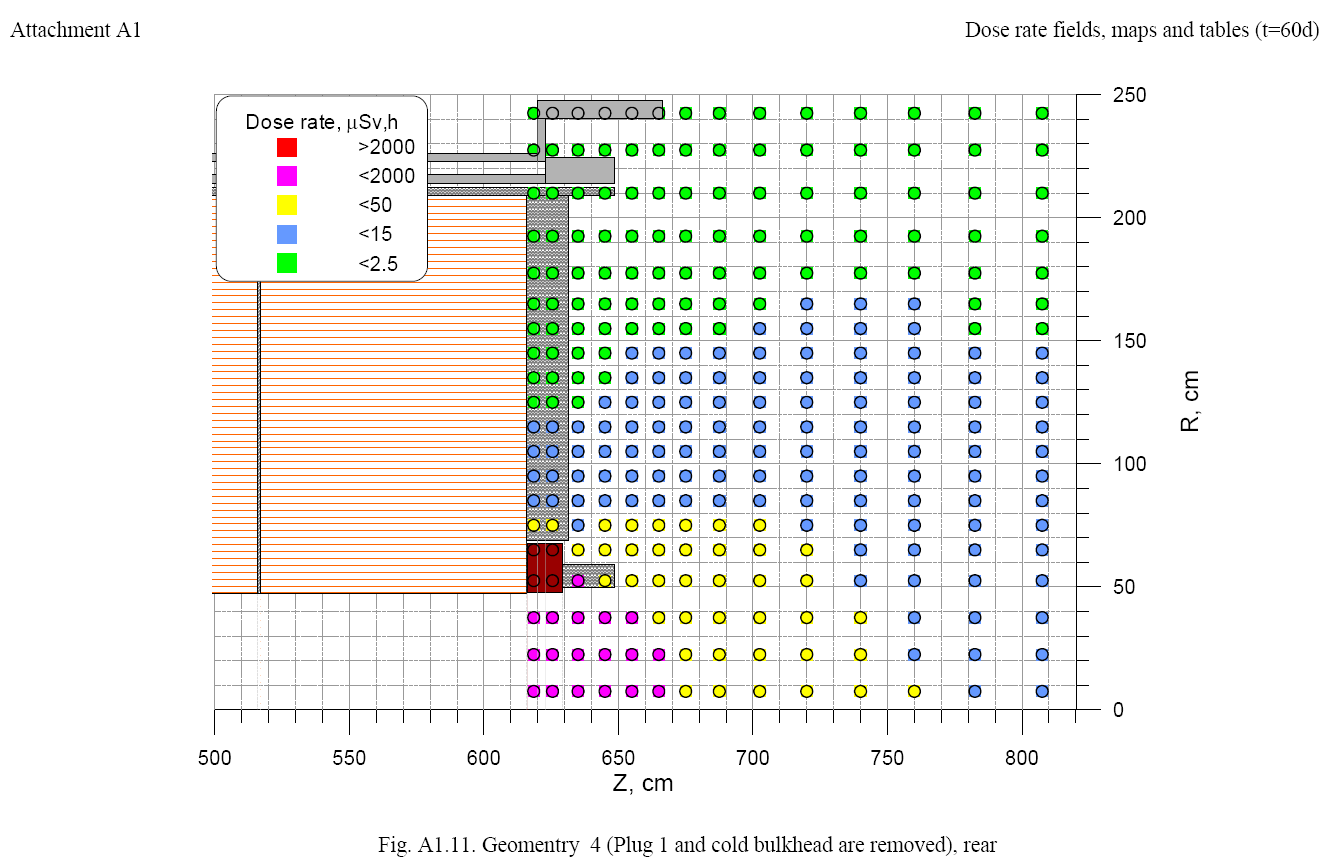 Attachment A1 Dose rate fields, maps and tables (t=60d)
Dose rate, μSv,h
>2000
<2000
<50
<15
<2.5
250
200
150
100
50
0
R, cm
500 550 600 650 700 750 800
Z, cm
Fig. A1.11. Geomentry 4 (Plug 1 and cold bulkhead are removed), rear